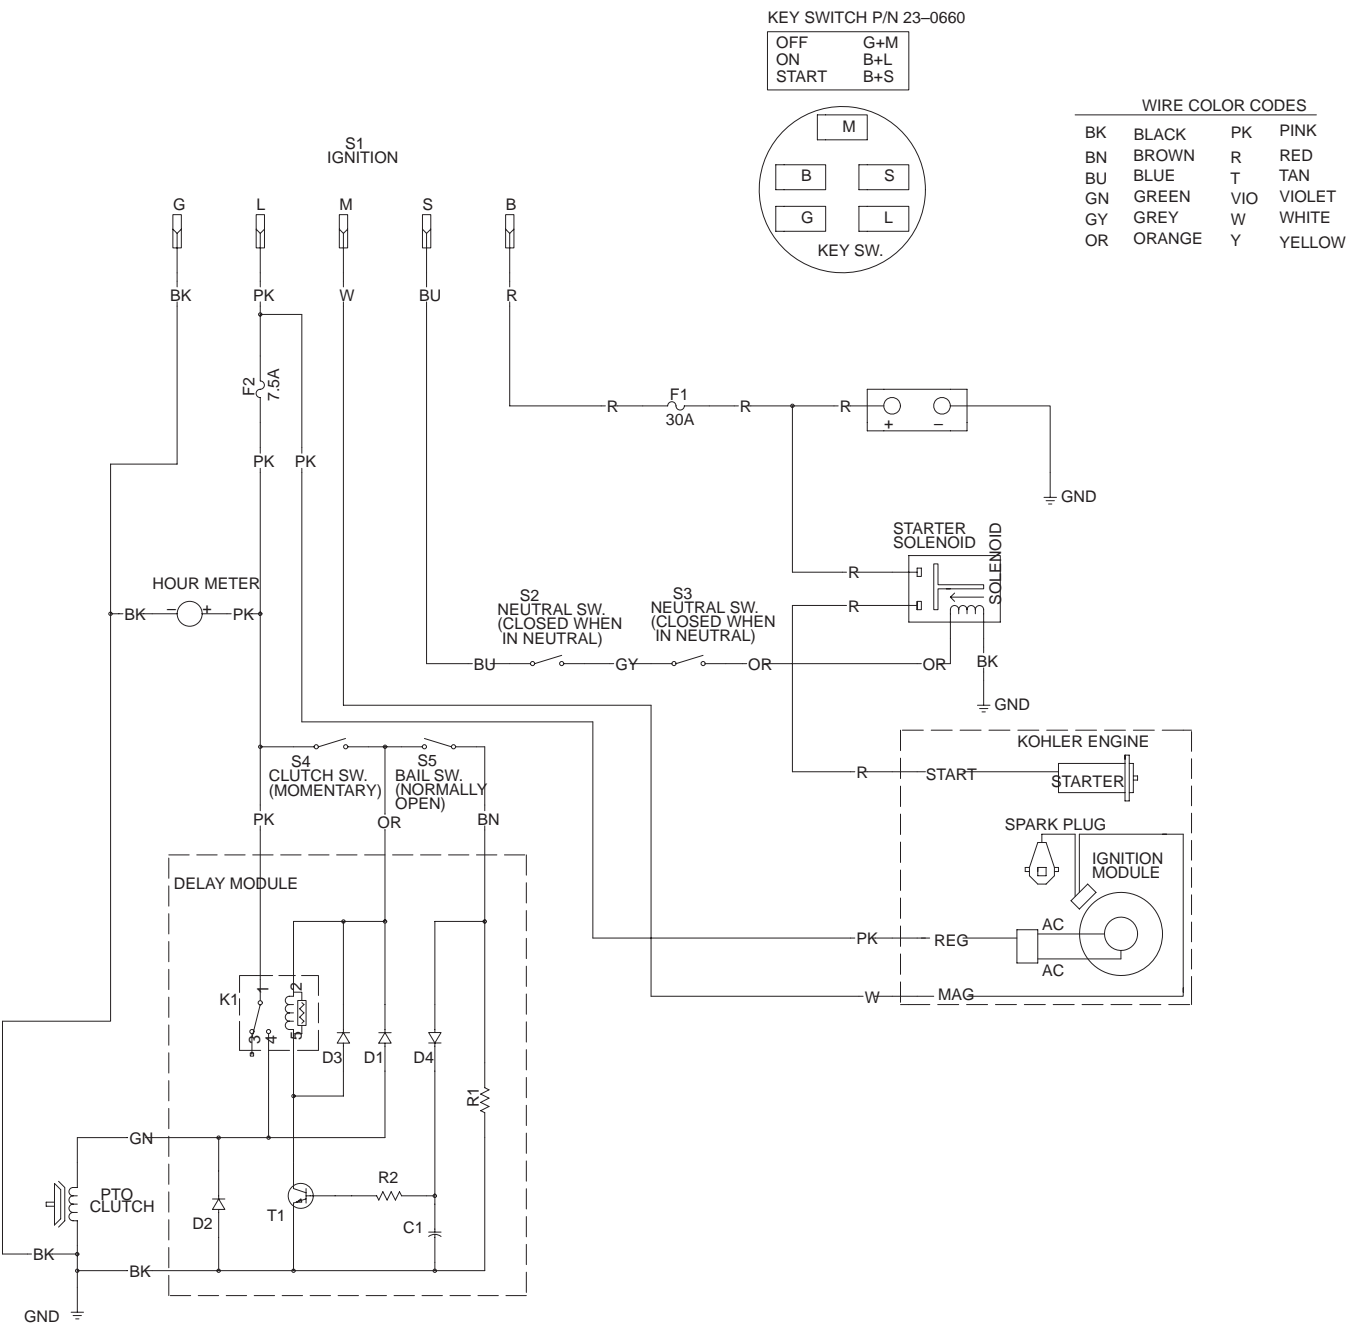 KEY SWITCH P/N 23–0660
OFF G+M
ON B+L
START B+S
M
B S
G L
KEY SW.
WIRE COLOR CODES
BK BLACK PK PINK
BN BROWN R RED
BU BLUE T TAN
GN GREEN VIO VIOLET
GY GREY W WHITE
OR ORANGE Y YELLOW
S1
IGNITION
G L M S B
BK PK W BU R
F2
7.5A
R
F1
30A
R R
+ –
GND
PK PK
STARTER
SOLENOID
SOLENOID
R
R
HOUR METER
BK – + PK
S2
NEUTRAL SW.
(CLOSED WHEN
IN NEUTRAL)
S3
NEUTRAL SW.
(CLOSED WHEN
IN NEUTRAL)
BU GY OR OR BK
GND
KOHLER ENGINE
R START STARTER
SPARK PLUG
IGNITION
MODULE
AC
AC
PK REG
W MAG
S4
CLUTCH SW.
(MOMENTARY)
S5
BAIL SW.
(NORMALLY
OPEN)
PK OR BN
DELAY MODULE
K1
1 2
3 4 5
D3 D1 D4
R1
GN
PTO
CLUTCH
D2
T1
R2
C1
BK
BK
GND